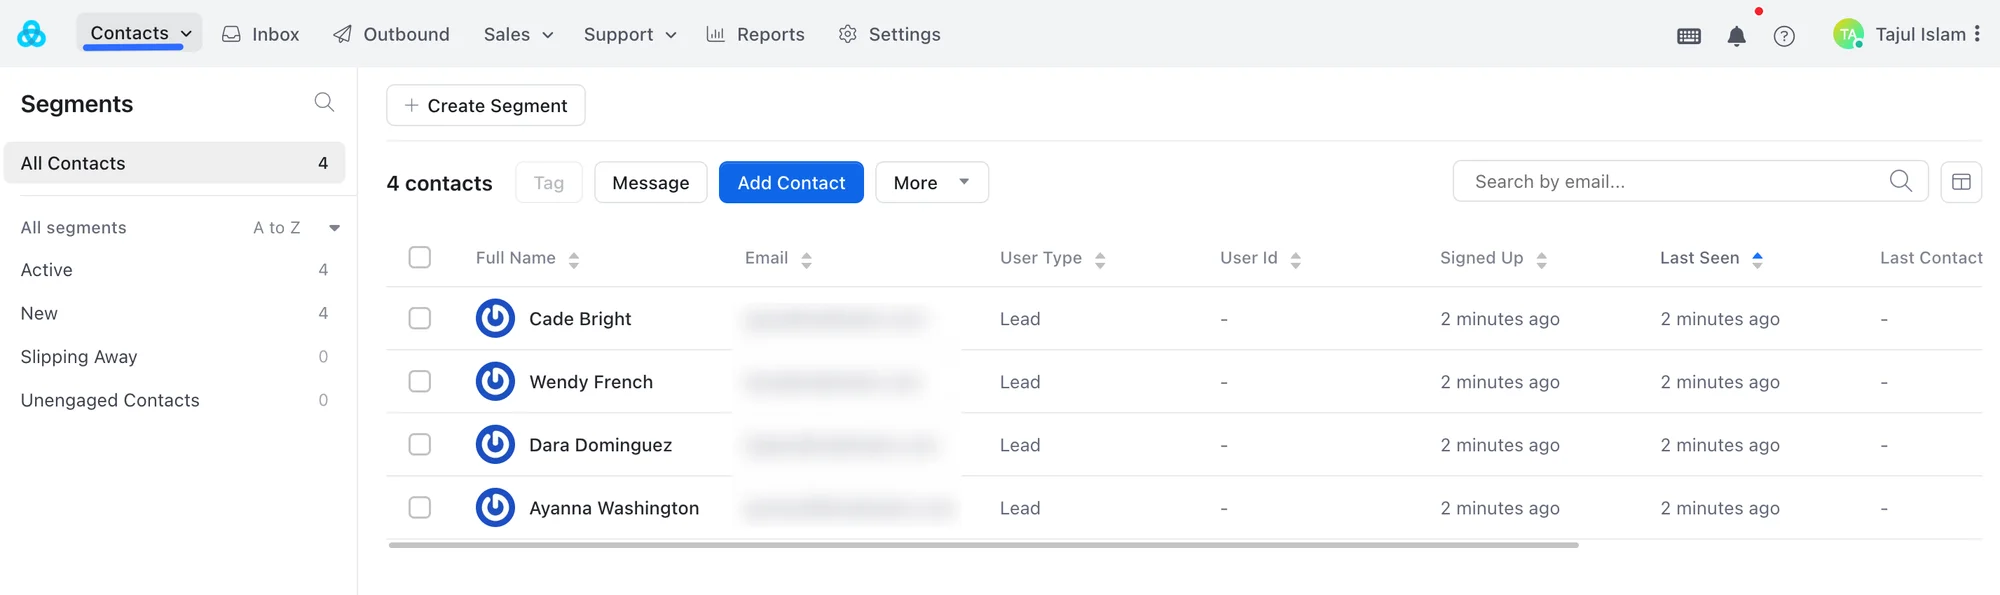 Contacts Inbox Outbound Sales Support Reports Settings TA Tajul Islam
Segments
All Contacts 4
All segments A to Z
Active 4
New 4
Slipping Away 0
Unengaged Contacts 0
+ Create Segment
4 contacts Tag Message Add Contact More Search by email...
Full Name Email User Type User Id Signed Up Last Seen Last Contact
Cade Bright Lead - 2 minutes ago 2 minutes ago -
Wendy French Lead - 2 minutes ago 2 minutes ago -
Dara Dominguez Lead - 2 minutes ago 2 minutes ago -
Ayanna Washington Lead - 2 minutes ago 2 minutes ago -